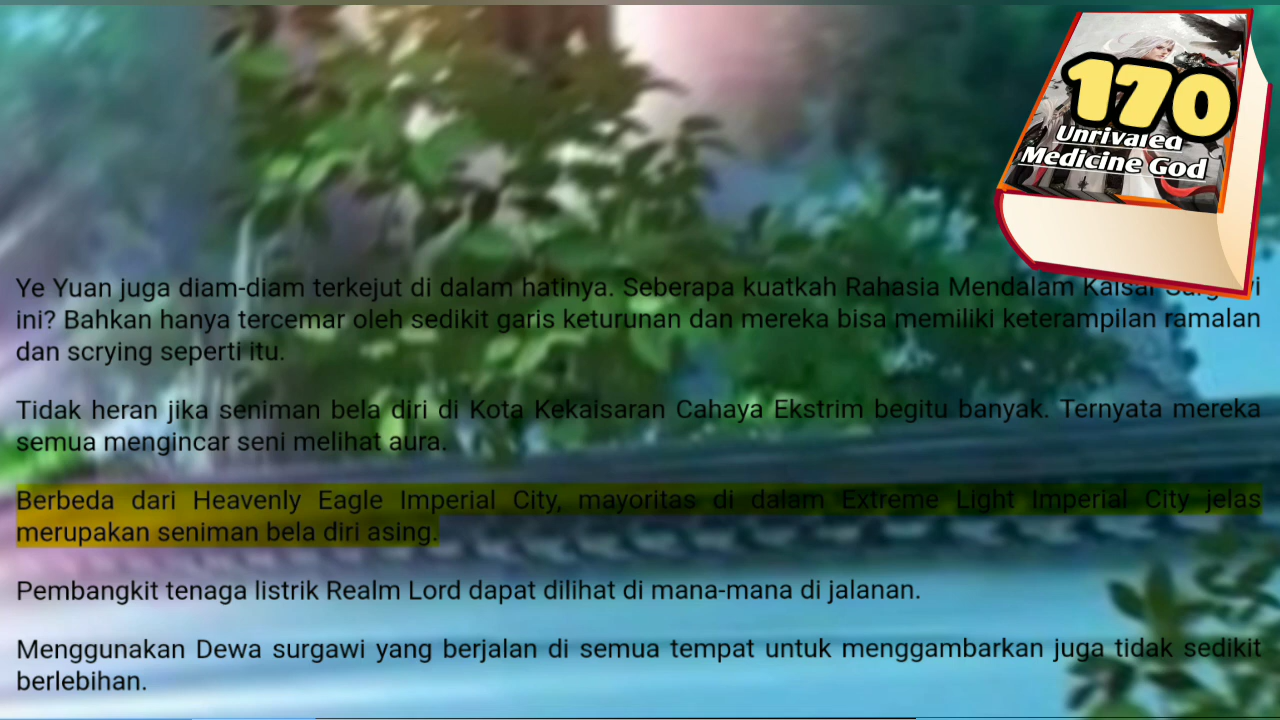 170
Unrivaled
Medicine God
Ye Yuan juga diam-diam terkejut di dalam hatinya. Seberapa kuatkah Rahasia Mendalam Kaisar
ini? Bahkan hanya tercemar oleh sedikit garis keturunan dan mereka bisa memiliki keterampilan ramalan
dan scrying seperti itu.
Tidak heran jika seniman bela diri di Kota Kekaisaran Cahaya Ekstrim begitu banyak. Ternyata mereka
semua mengincar seni melihat aura.
Berbeda dari Heavenly Eagle Imperial City, mayoritas di dalam Extreme Light Imperial City jelas
merupakan seniman bela diri asing.
Pembangkit tenaga listrik Realm Lord dapat dilihat di mana-mana di jalanan.
Menggunakan Dewa surgawi yang berjalan di semua tempat untuk menggambarkan juga tidak sedikit
berlebihan.